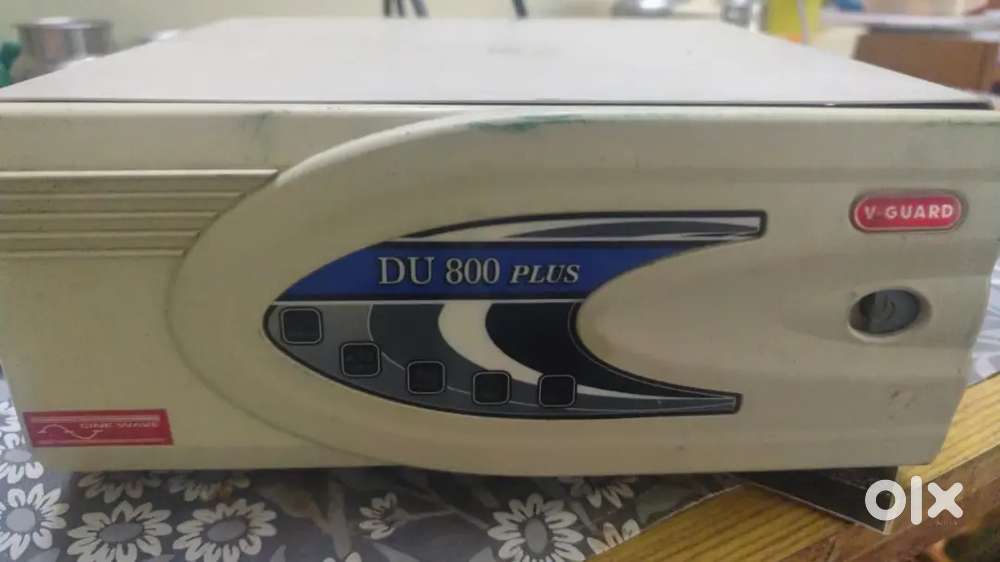 V-GUARD
DU 800 PLUS
SINE WAVE
olx